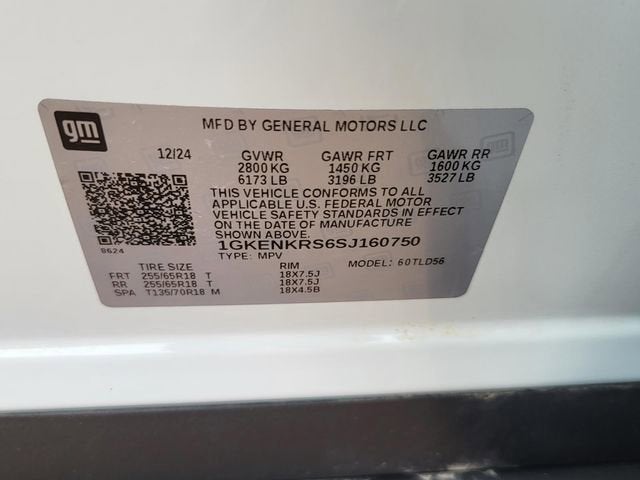 gm
MFD BY GENERAL MOTORS LLC
12/24 GVWR GAWR FRT GAWR RR
2800 KG 1450 KG 1600 KG
6173 LB 3196 LB 3527 LB
THIS VEHICLE CONFORMS TO ALL
APPLICABLE U.S. FEDERAL MOTOR
VEHICLE SAFETY STANDARDS IN
EFFECT ON THE DATE OF MANUFACTURE
SHOWN ABOVE.
8624
1GKENKRS6SJ160750
TYPE: MPV MODEL: 60TLD56
TIRE SIZE RIM
FRT 255/65R18 T 18X7.5J
RR 255/65R18 T 18X7.5J
SPA T135/70R18 M 18X4.5B